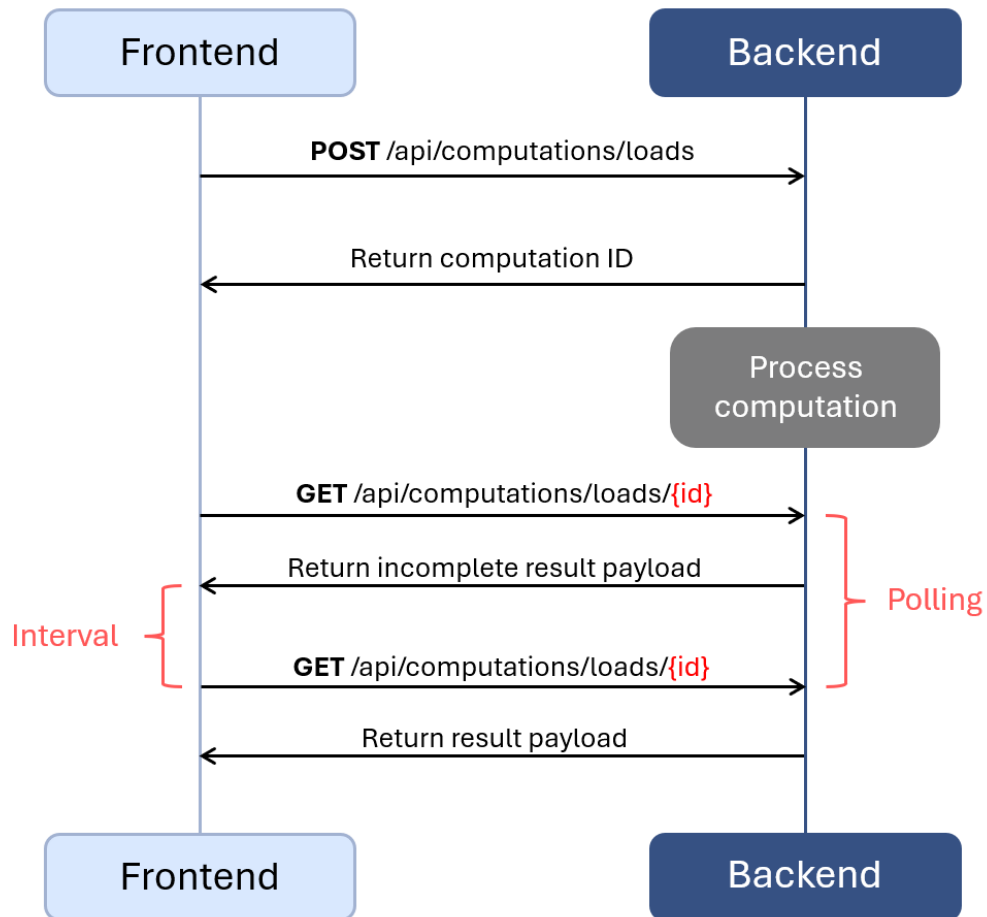 Frontend
Backend
POST /api/computations/loads
Return computation ID
Process
computation
GET /api/computations/loads/{id}
Return incomplete result payload
Polling
Interval
GET /api/computations/loads/{id}
Return result payload
Frontend
Backend